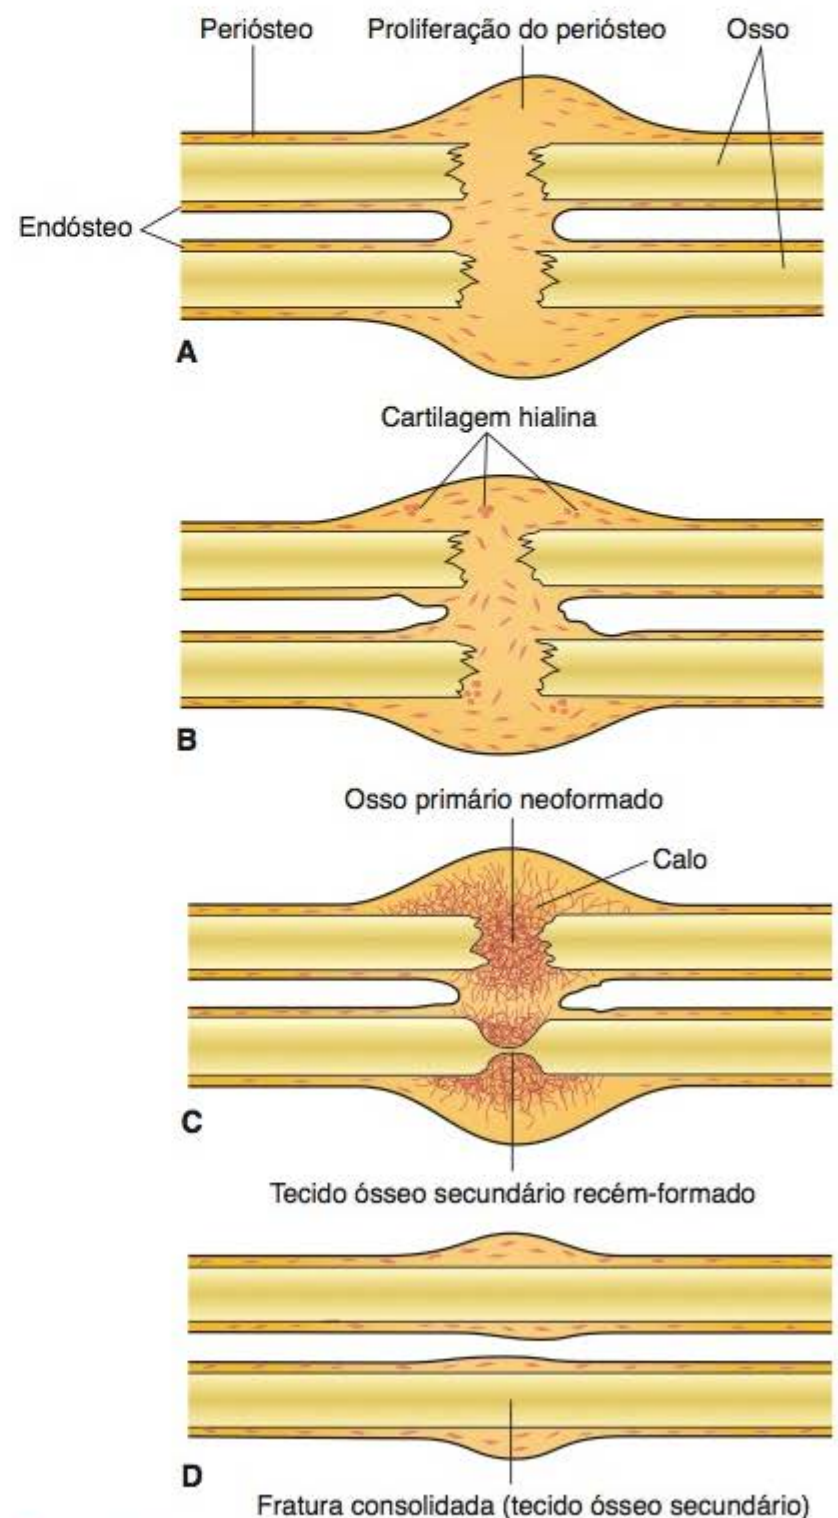 Periósteo
Proliferação do periósteo
Osso
Endósteo
A
Cartilagem hialina
B
Osso primário neoformado
Calo
C
Tecido ósseo secundário recém-formado
D
Fratura consolidada (tecido ósseo secundário)